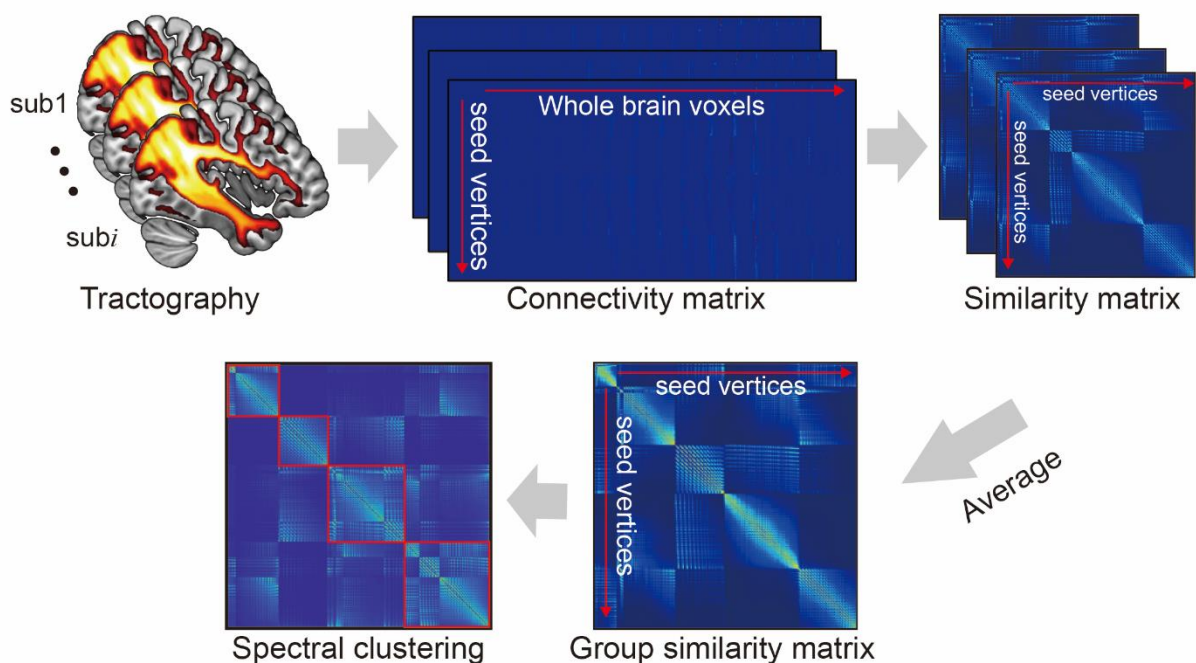 sub1
subi
Tractography
Whole brain voxels
seed vertices
Connectivity matrix
seed vertices
seed vertices
Similarity matrix
Average
seed vertices
seed vertices
Group similarity matrix
Spectral clustering